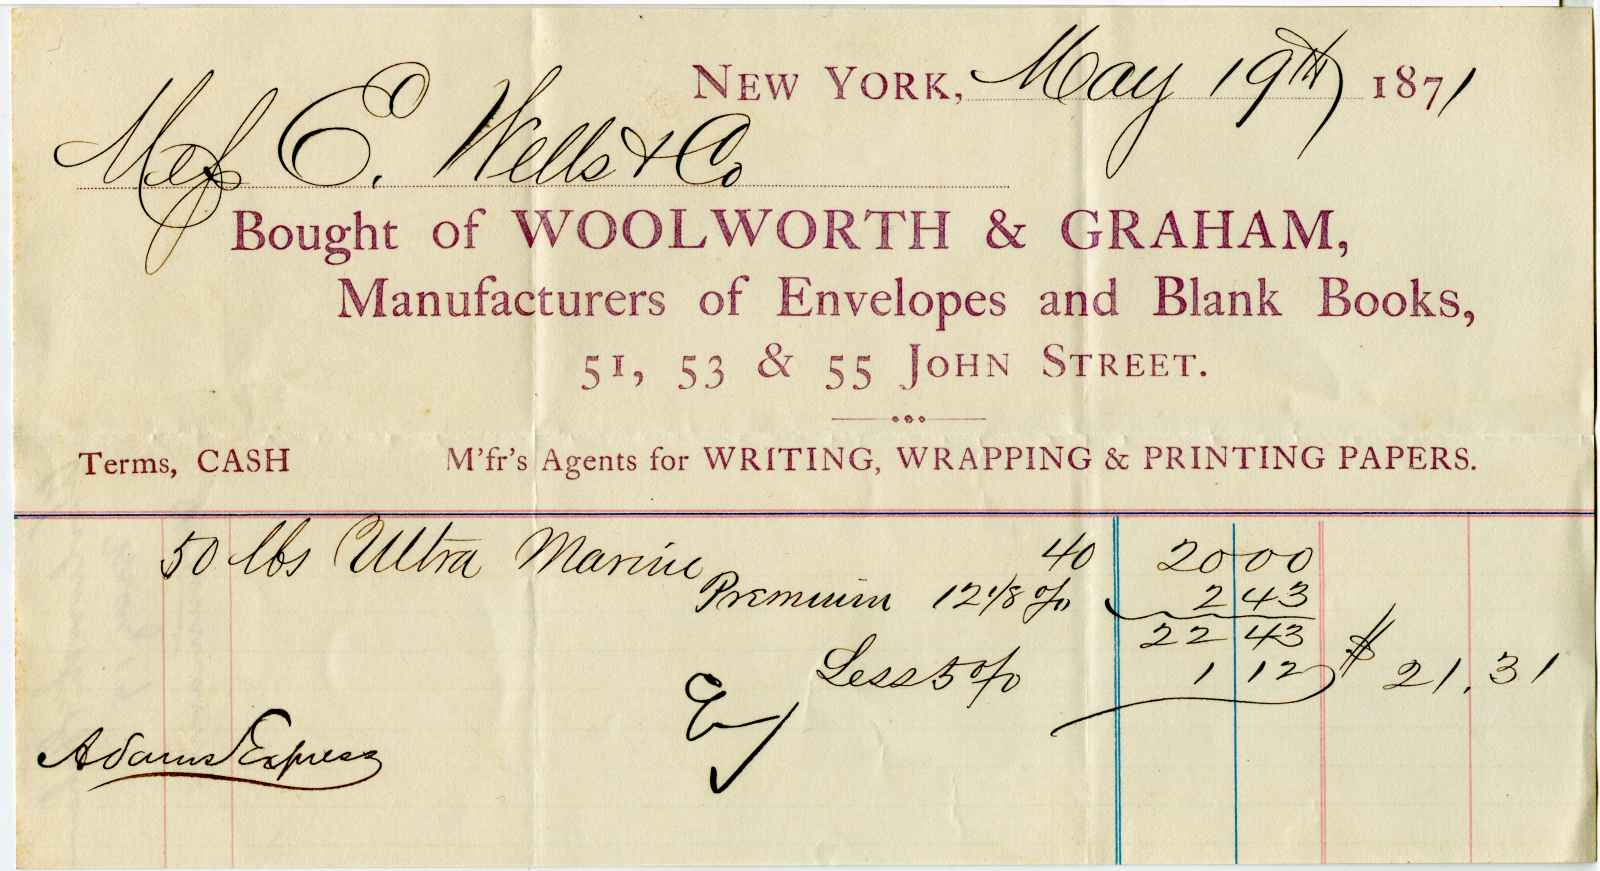 New York, May 19th, 1871
Mess E. Wells & Co
Bought of WOOLWORTH & GRAHAM,
Manufacturers of Envelopes and Blank Books,
51, 53 & 55 John Street.
Terms, CASH M'fr's Agents for WRITING, WRAPPING & PRINTING PAPERS.
50 lbs Ultra Marine 40 20 00
Premium 12 1/8 % 2 43
22 43
Less 5 % 1 12 $ 21.31
Adams Express